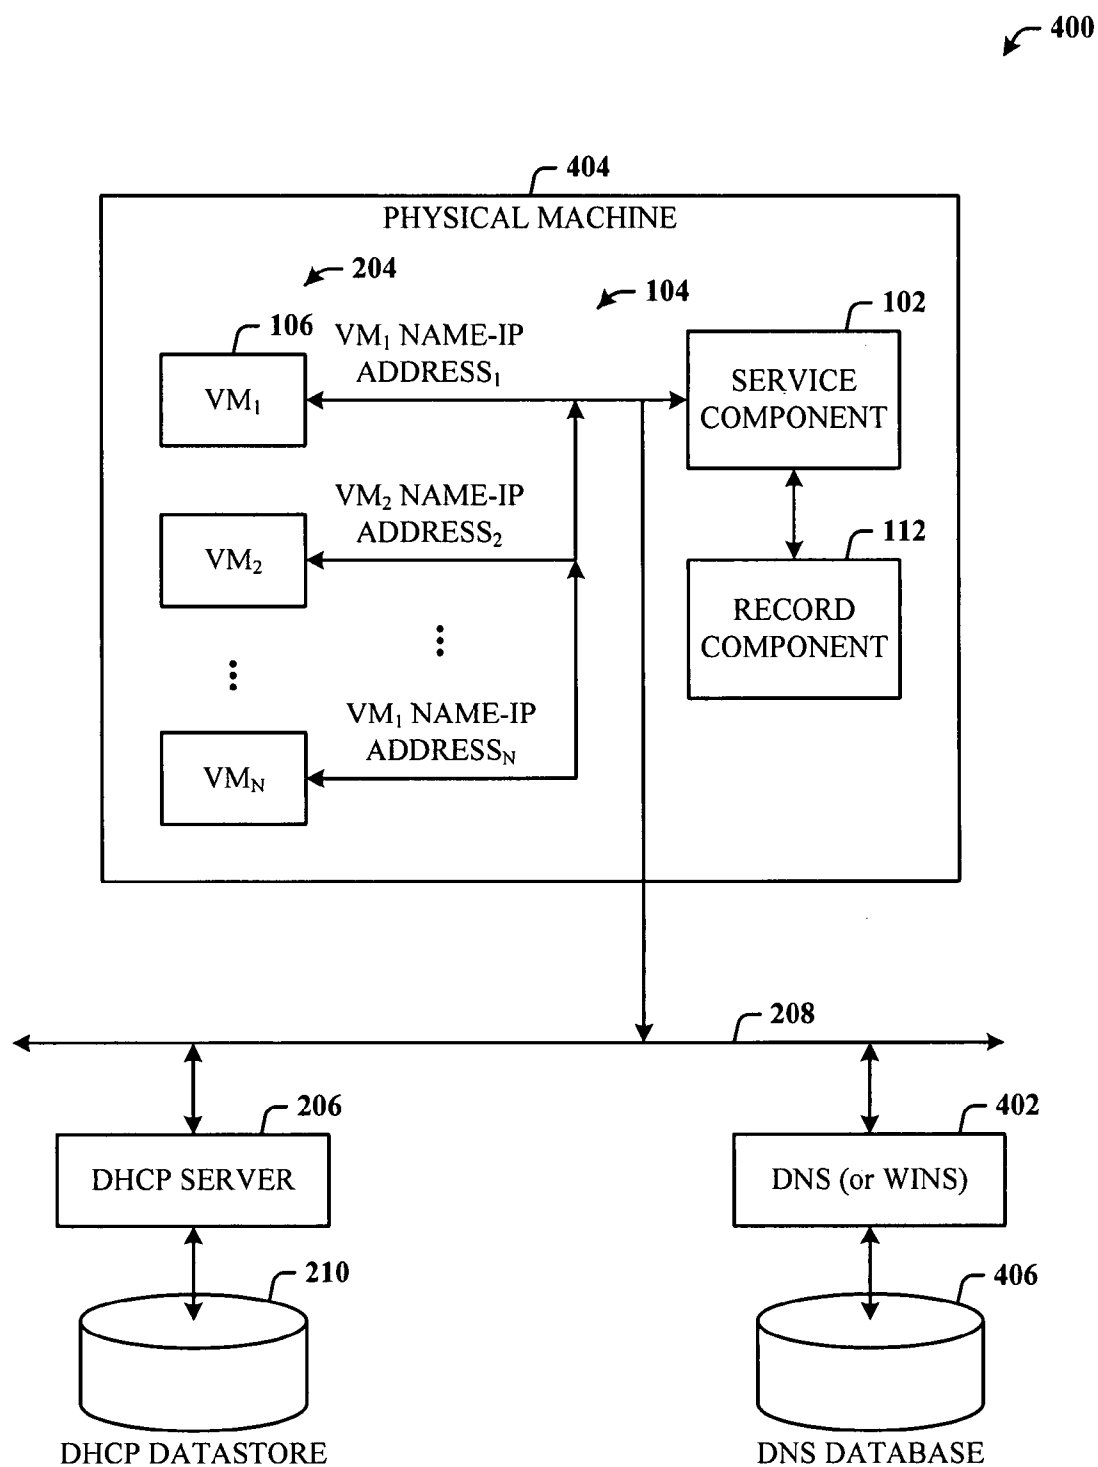 400
404
PHYSICAL MACHINE
204
104
102
106
VM₁ NAME-IP
ADDRESS₁
VM₁
SERVICE
COMPONENT
VM₂ NAME-IP
ADDRESS₂
VM₂
112
RECORD
COMPONENT
VM₁ NAME-IP
ADDRESSN
VMN
208
206
402
DHCP SERVER
DNS (or WINS)
210
406
DHCP DATASTORE
DNS DATABASE